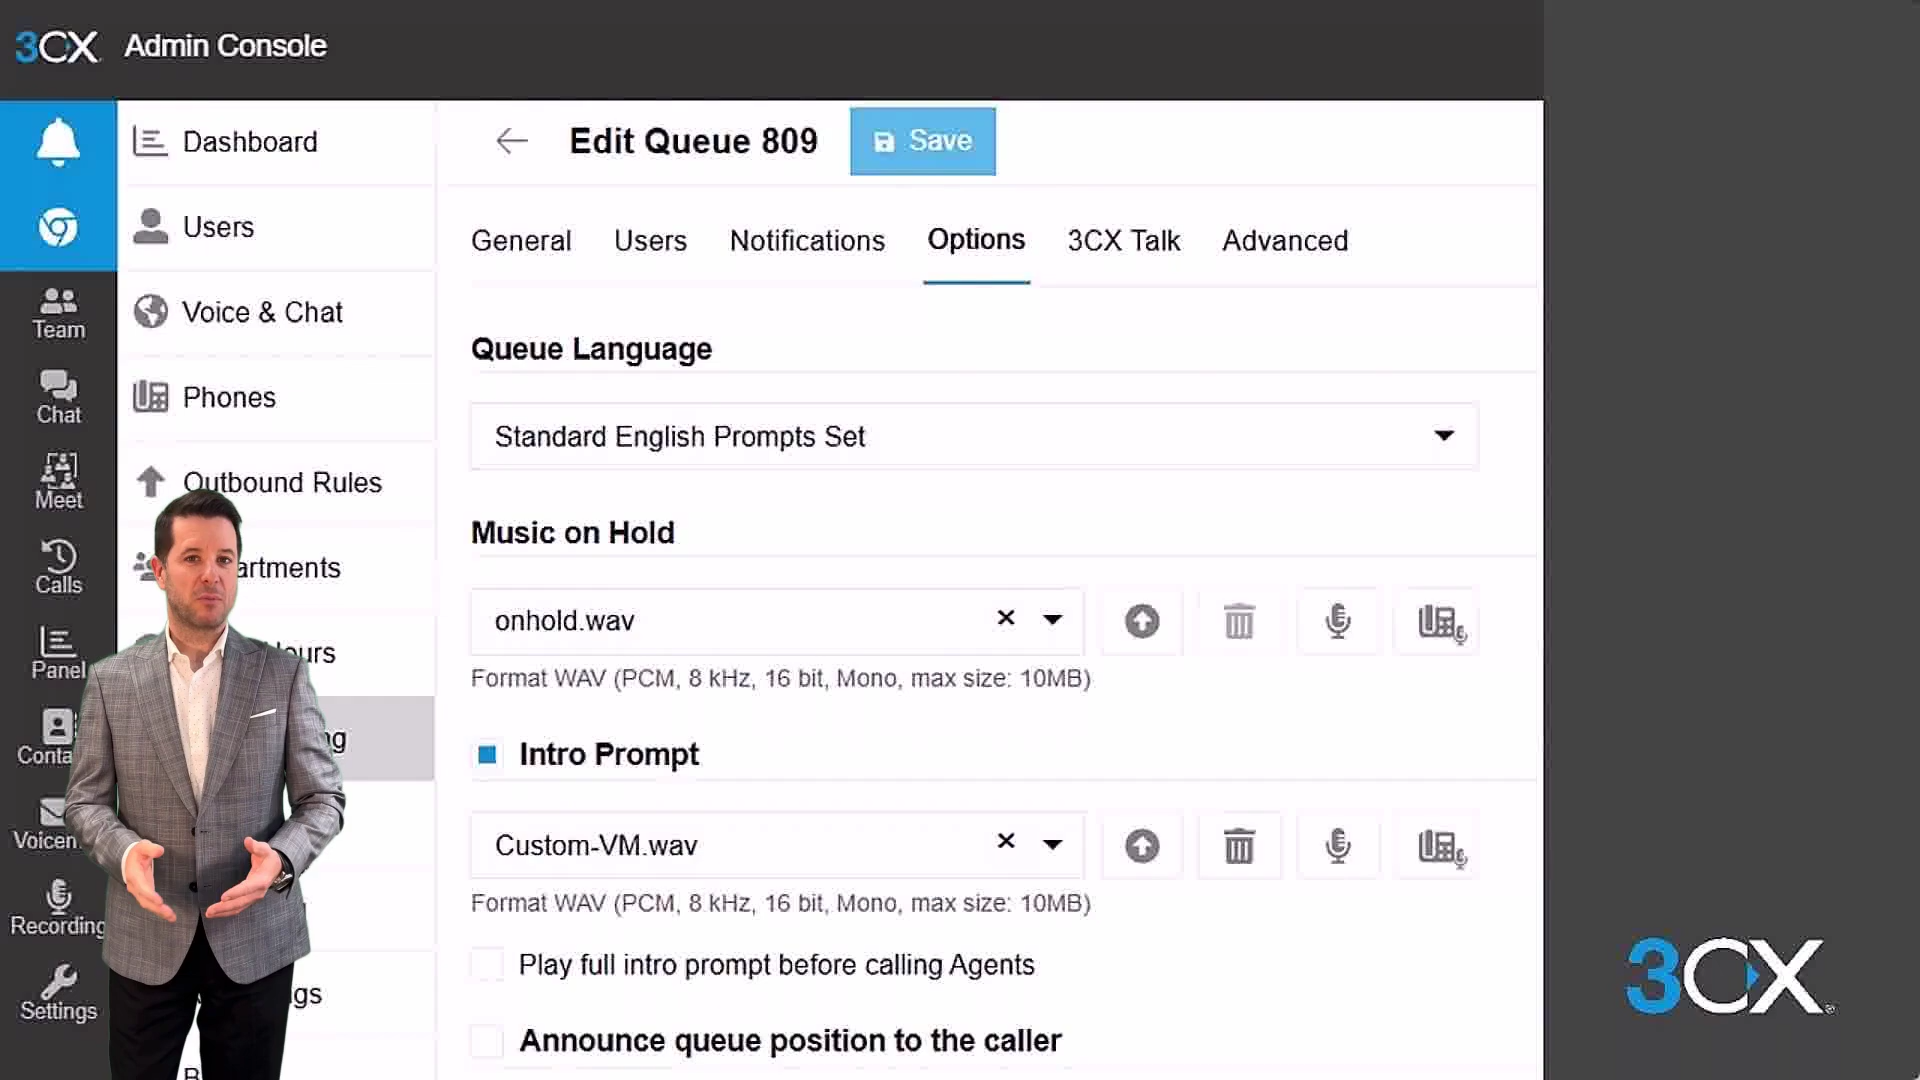 3CX Admin Console
Dashboard
Users
Voice & Chat
Phones
Outbound Rules
Team
Chat
Meet
Calls
Panel
Recording
Settings
Edit Queue 809
Save
General Users Notifications Options 3CX Talk Advanced
Queue Language
Standard English Prompts Set
Music on Hold
onhold.wav
Format WAV (PCM, 8 kHz, 16 bit, Mono, max size: 10MB)
Intro Prompt
Custom-VM.wav
Format WAV (PCM, 8 kHz, 16 bit, Mono, max size: 10MB)
Play full intro prompt before calling Agents
Announce queue position to the caller
3CX